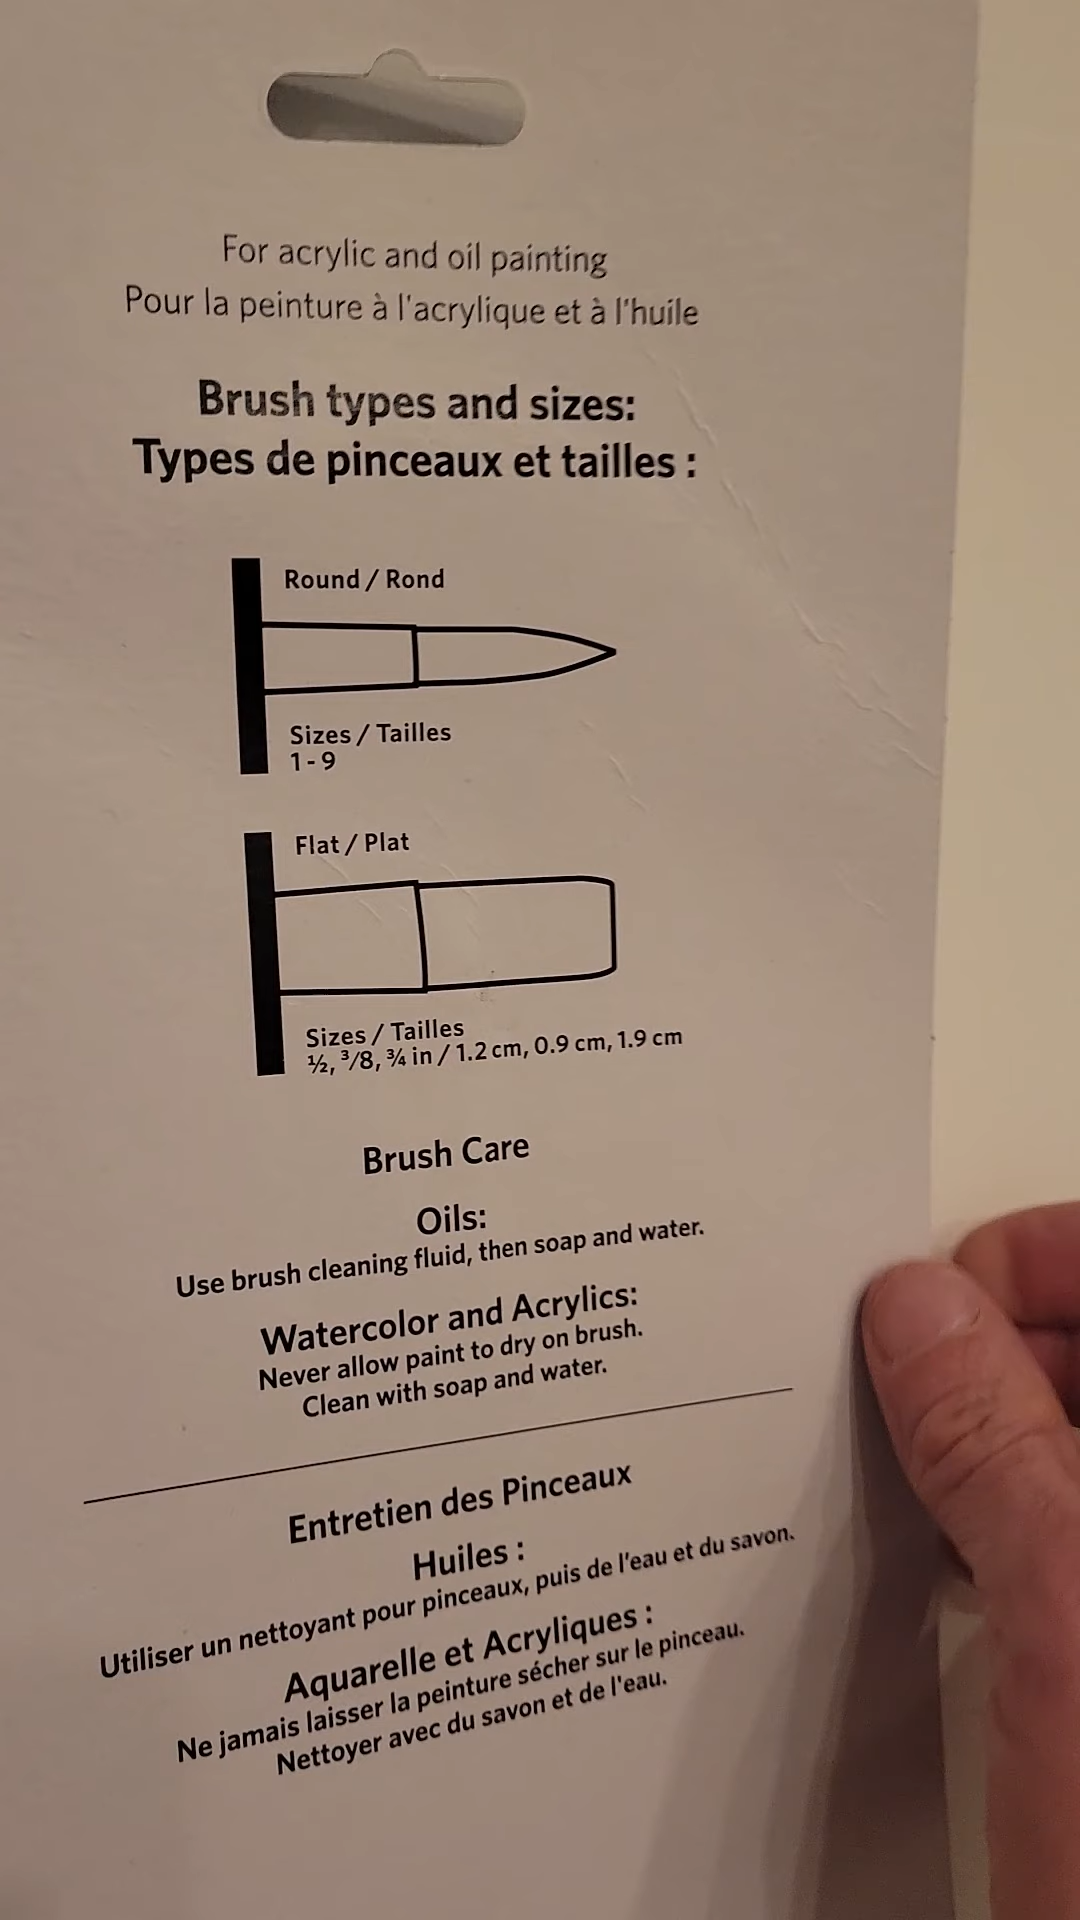 For acrylic and oil painting
Pour la peinture à l'acrylique et à l'huile
Brush types and sizes:
Types de pinceaux et tailles :
Round / Rond
Sizes / Tailles
1 - 9
Flat / Plat
Sizes / Tailles
½, ³/8, ¾ in / 1.2 cm, 0.9 cm, 1.9 cm
Brush Care
Oils:
Use brush cleaning fluid, then soap and water.
Watercolor and Acrylics:
Never allow paint to dry on brush.
Clean with soap and water.
Entretien des Pinceaux
Huiles :
Utiliser un nettoyant pour pinceaux, puis de l'eau et du savon.
Aquarelle et Acryliques :
Ne jamais laisser la peinture sécher sur le pinceau.
Nettoyer avec du savon et de l'eau.